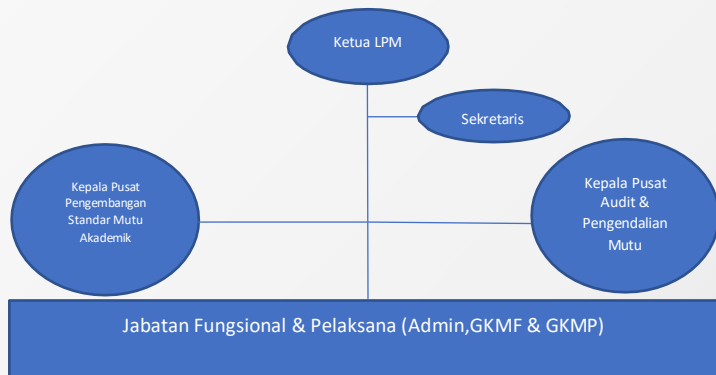 Ketua LPM
Sekretaris
Kepala Pusat
Pengembangan
Standar Mutu
Akademik
Kepala Pusat
Audit &
Pengendalian
Mutu
Jabatan Fungsional & Pelaksana (Admin,GKMF & GKMP)